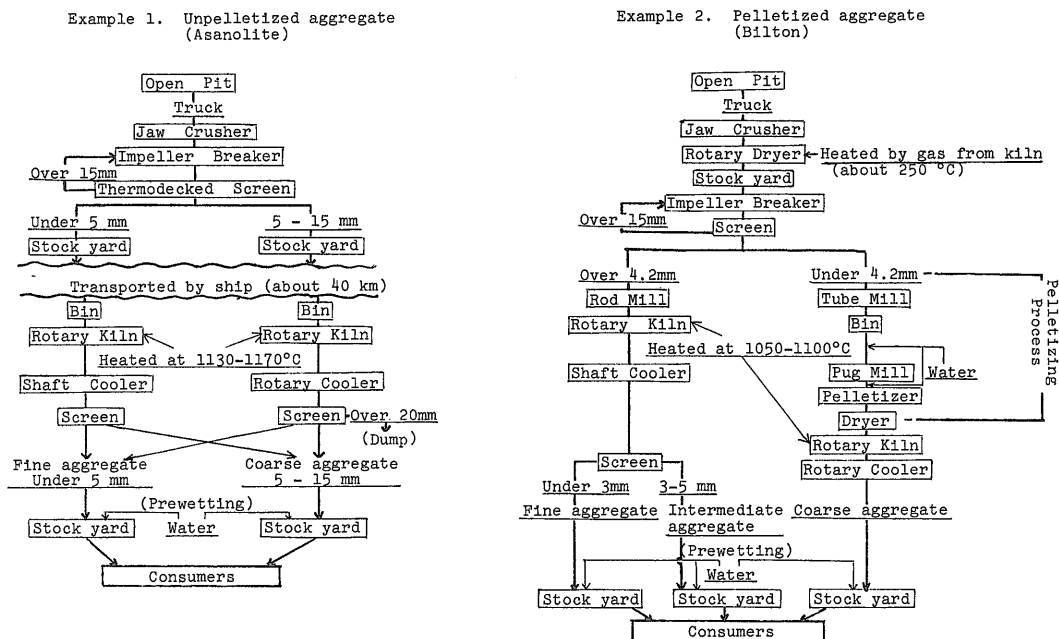 Example 1. Unpelletized aggregate
(Asanolite)
Open Pit
Truck
Jaw Crusher
Impeller Breaker
Over 15mm
Thermodecked Screen
Under 5 mm
5 - 15 mm
Stock yard
Stock yard
Transported by ship (about 40 km)
Bin
Bin
Rotary Kiln
Rotary Kiln
Heated at 1130-1170°C
Shaft Cooler
Rotary Cooler
Screen
Screen
Over 20mm
(Dump)
Fine aggregate
Under 5 mm
Coarse aggregate
5 - 15 mm
(Prewetting)
Stock yard
Water
Stock yard
Consumers
Example 2. Pelletized aggregate
(Bilton)
Open Pit
Truck
Jaw Crusher
Rotary Dryer
Heated by gas from kiln
(about 250 °C)
Stock yard
Impeller Breaker
Over 15mm
Screen
Over 4.2mm
Under 4.2mm
Rod Mill
Tube Mill
Rotary Kiln
Bin
Heated at 1050-1100°C
Shaft Cooler
Pug Mill
Water
Pelletizer
Dryer
Pelletizing
Process
Rotary Kiln
Rotary Cooler
Screen
Under 3mm
3-5 mm
Fine aggregate
Intermediate
aggregate
Coarse aggregate
(Prewetting)
Water
Stock yard
Stock yard
Stock yard
Consumers